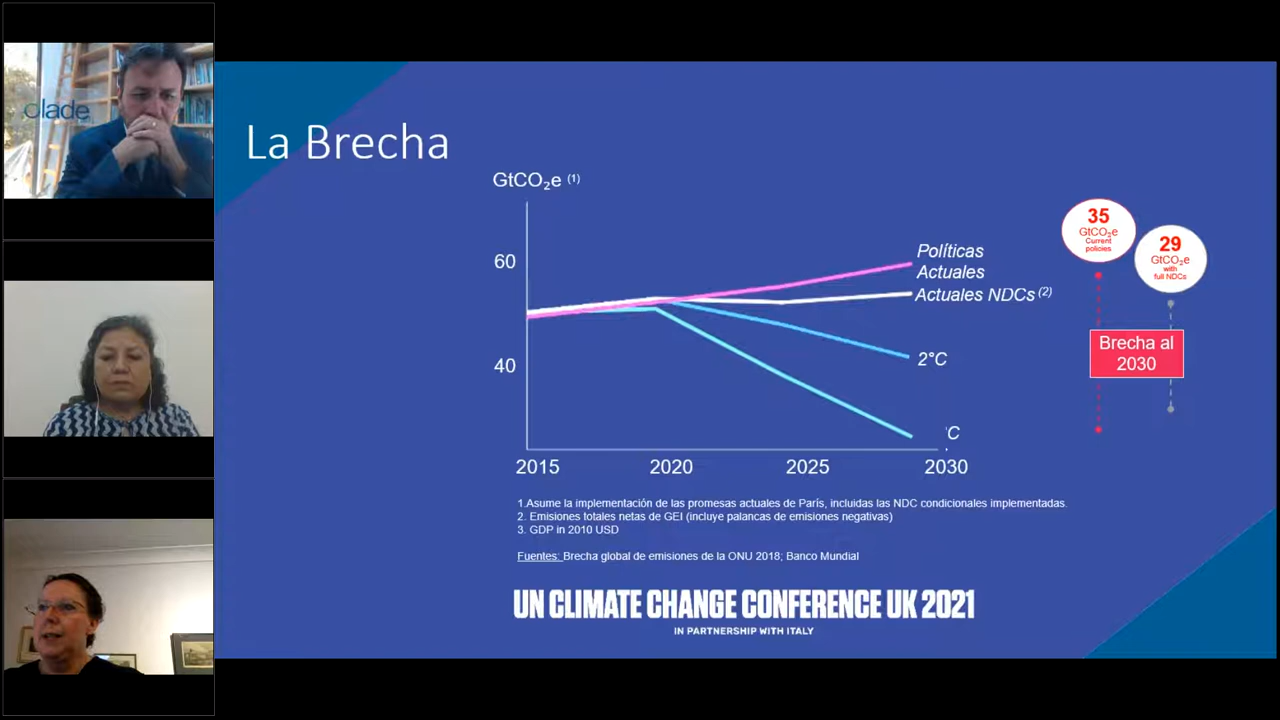 olade
La Brecha
GtCO₂e (1)
60
40
2015 2020 2025 2030
Políticas
Actuales
Actuales NDCs (2)
2°C
°C
35
GtCO₂e
Current
policies
29
GtCO₂e
with
full NDCs
Brecha al
2030
1.Asume la implementación de las promesas actuales de París, incluidas las NDC condicionales implementadas.
2. Emisiones totales netas de GEI (incluye palancas de emisiones negativas)
3. GDP in 2010 USD
Fuentes: Brecha global de emisiones de la ONU 2018; Banco Mundial
UN CLIMATE CHANGE CONFERENCE UK 2021
IN PARTNERSHIP WITH ITALY